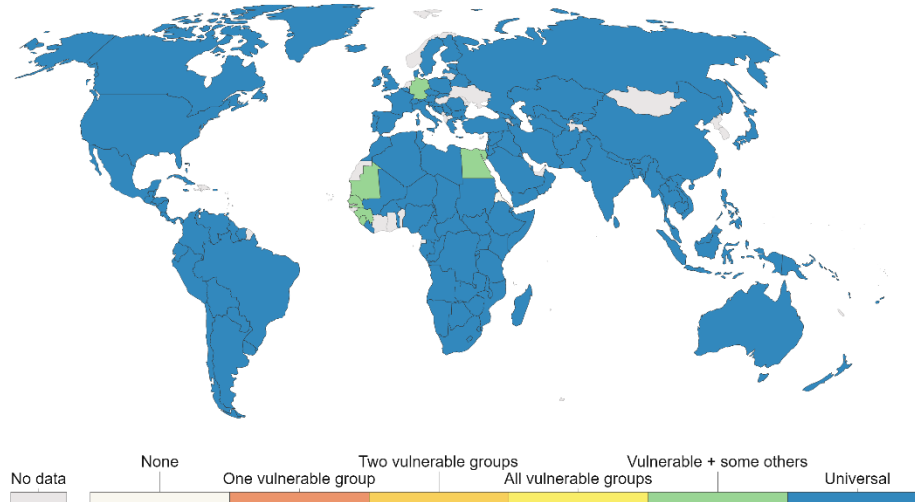 No data
None
One vulnerable group
Two vulnerable groups
All vulnerable groups
Vulnerable + some others
Universal